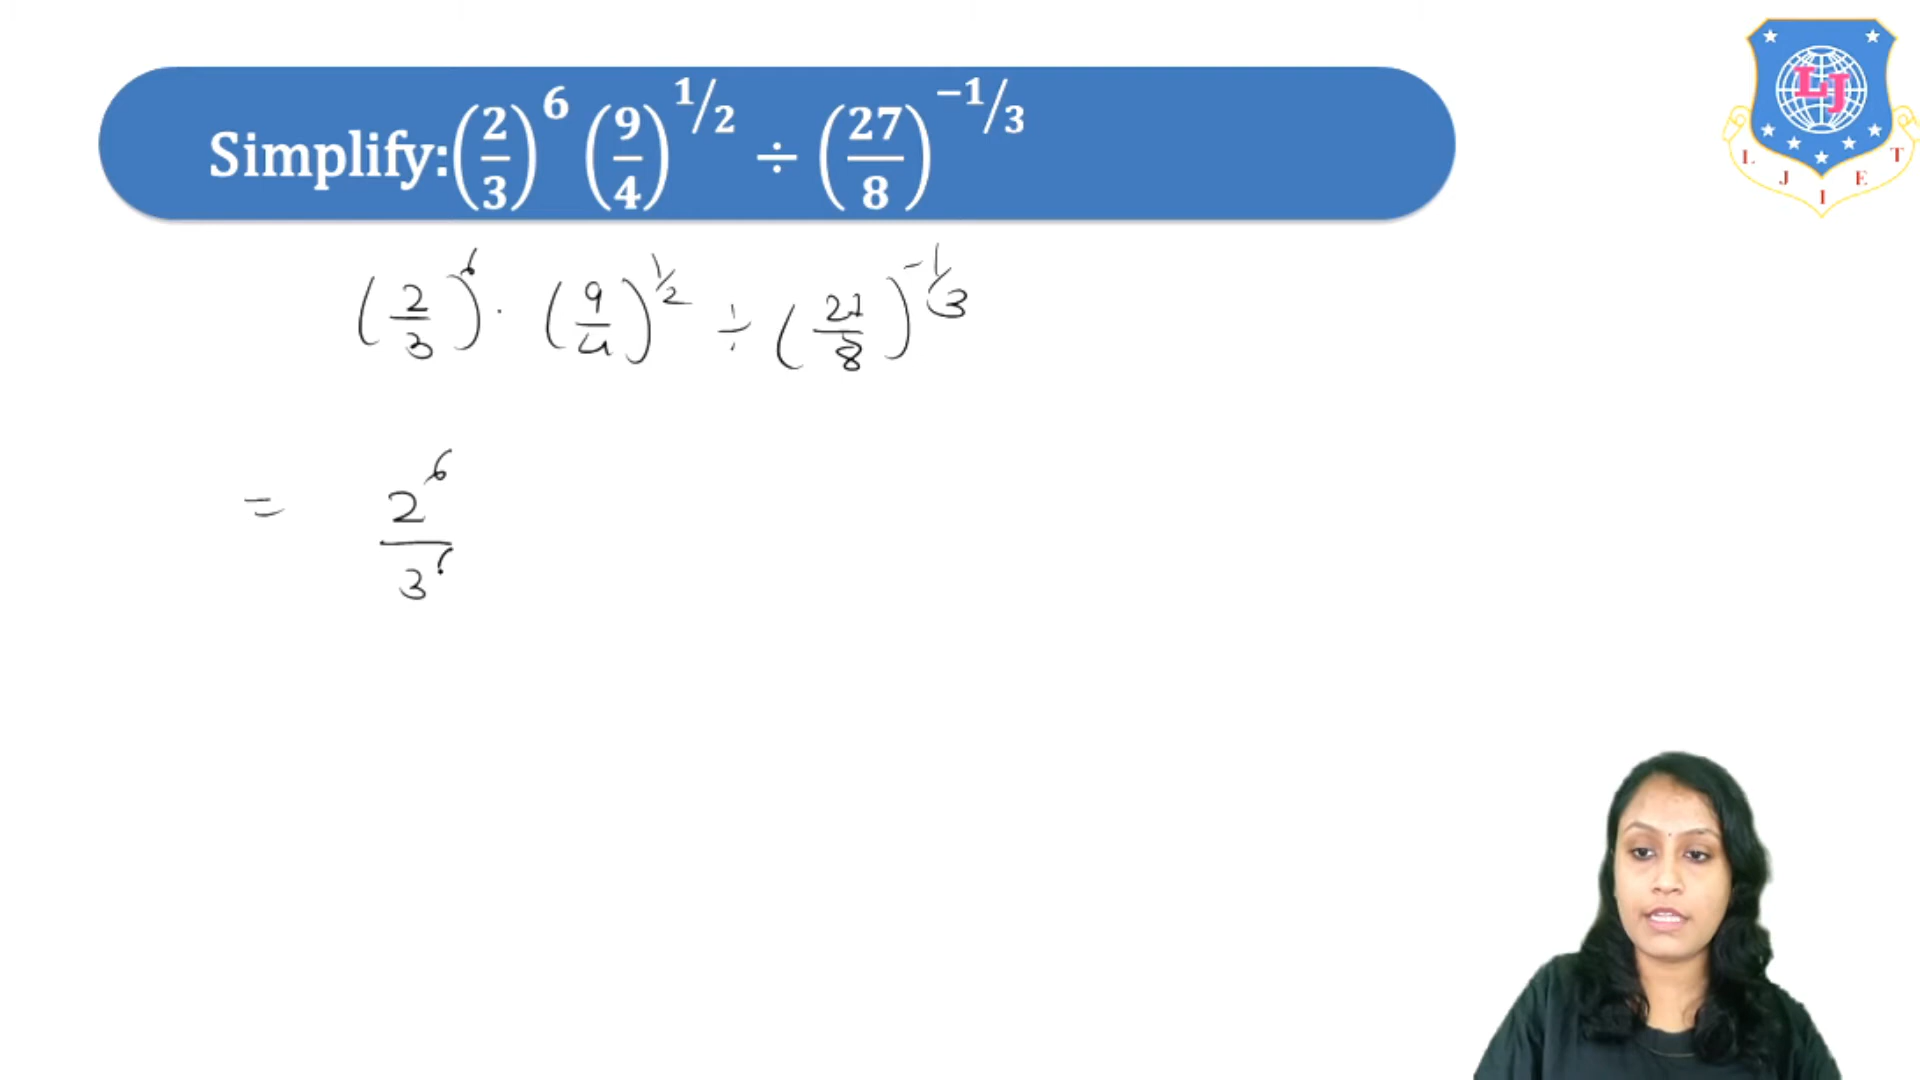 Simplify:(2/3)^6 (9/4)^1/2 ÷ (27/8)^−1/3
LJ
L J I E T
(2/3)^6 · (9/4)^1/2 ÷ (27/8)^-1/3
= 2^6/3^6